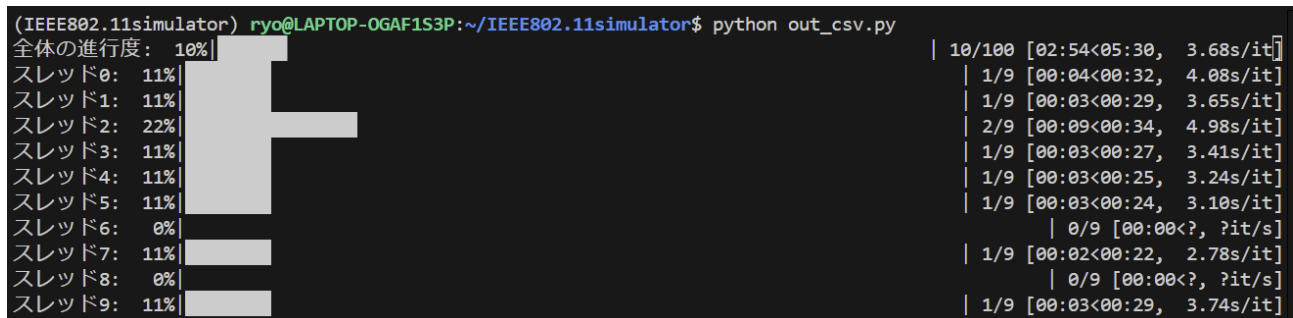 (IEEE802.11simulator) ryo@LAPTOP-OGAF1S3P:~/IEEE802.11simulator$ python out_csv.py
全体の進行度: 10%| | 10/100 [02:54<05:30, 3.68s/it]
スレッド0: 11%| | 1/9 [00:04<00:32, 4.08s/it]
スレッド1: 11%| | 1/9 [00:03<00:29, 3.65s/it]
スレッド2: 22%| | 2/9 [00:09<00:34, 4.98s/it]
スレッド3: 11%| | 1/9 [00:03<00:27, 3.41s/it]
スレッド4: 11%| | 1/9 [00:03<00:25, 3.24s/it]
スレッド5: 11%| | 1/9 [00:03<00:24, 3.10s/it]
スレッド6: 0%| | 0/9 [00:00<?, ?it/s]
スレッド7: 11%| | 1/9 [00:02<00:22, 2.78s/it]
スレッド8: 0%| | 0/9 [00:00<?, ?it/s]
スレッド9: 11%| | 1/9 [00:03<00:29, 3.74s/it]